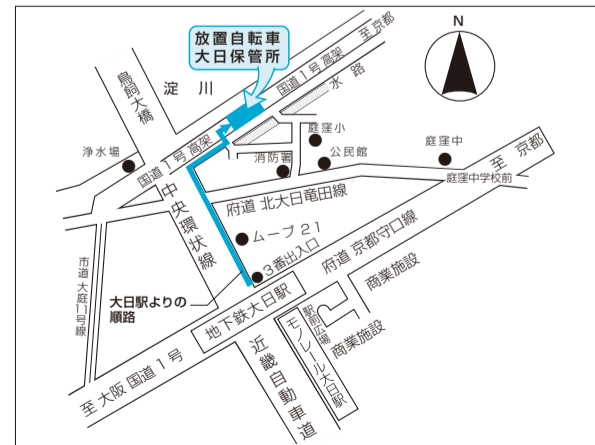 放置自転車
大日保管所
N
至 京都
国道1号 高架
水路
鳥飼大橋
淀川
浄水場
国道1号 高架
庭窪小
公民館
消防署
庭窪中
至 京都
庭窪中学校前
中央環状線
府道 北大日竜田線
ムーブ21
3番出入口
府道 京都守口線
市道 大庭11号線
大日駅よりの
順路
地下鉄大日駅
商業施設
駅前広場
モノレール大日駅
商業施設
至 大阪 国道1号
近畿自動車道